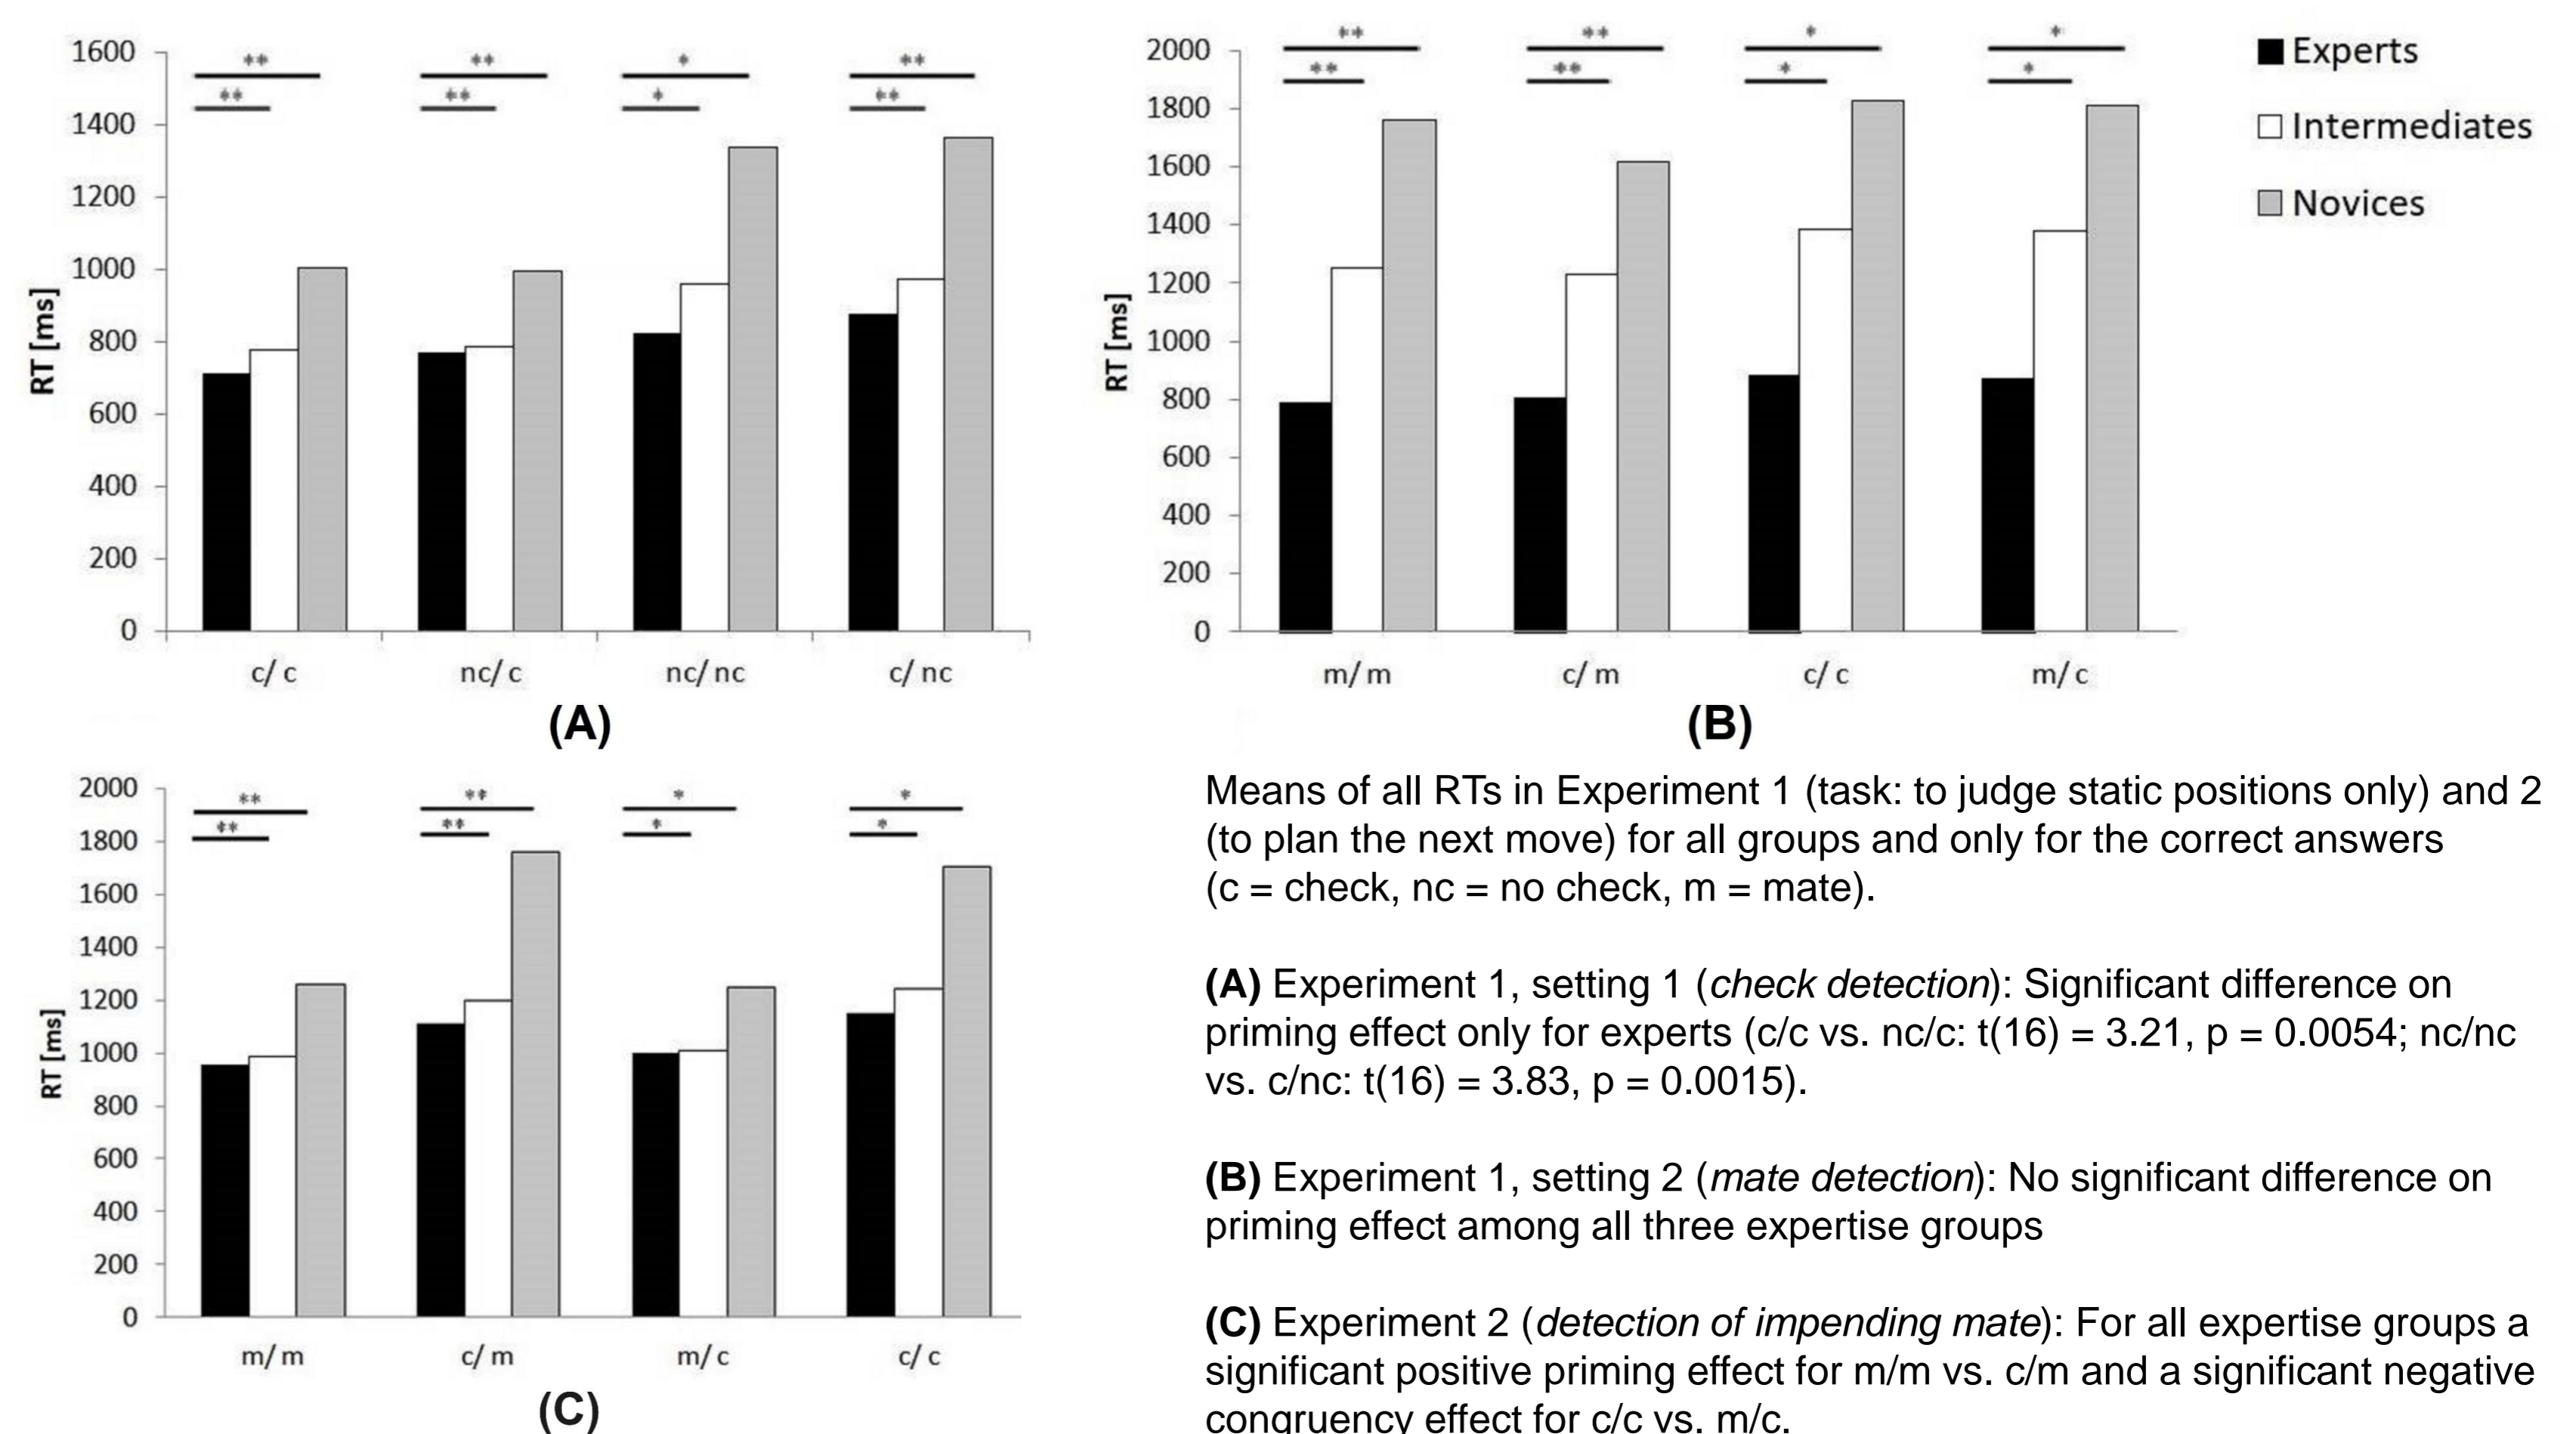 1600
1400
1200
1000
800
600
400
200
0
RT [ms]
** ** * **
** ** * **
c/ c nc/ c nc/ nc c/ nc
(A)
2000
1800
1600
1400
1200
1000
800
600
400
200
0
RT [ms]
** ** * *
** ** * *
m/ m c/ m c/ c m/ c
(B)
Experts
Intermediates
Novices
2000
1800
1600
1400
1200
1000
800
600
400
200
0
RT [ms]
** ** * *
** ** * *
m/ m c/ m m/ c c/ c
(C)
Means of all RTs in Experiment 1 (task: to judge static positions only) and 2
(to plan the next move) for all groups and only for the correct answers
(c = check, nc = no check, m = mate).
(A) Experiment 1, setting 1 (check detection): Significant difference on
priming effect only for experts (c/c vs. nc/c: t(16) = 3.21, p = 0.0054; nc/nc
vs. c/nc: t(16) = 3.83, p = 0.0015).
(B) Experiment 1, setting 2 (mate detection): No significant difference on
priming effect among all three expertise groups
(C) Experiment 2 (detection of impending mate): For all expertise groups a
significant positive priming effect for m/m vs. c/m and a significant negative
congruency effect for c/c vs. m/c.